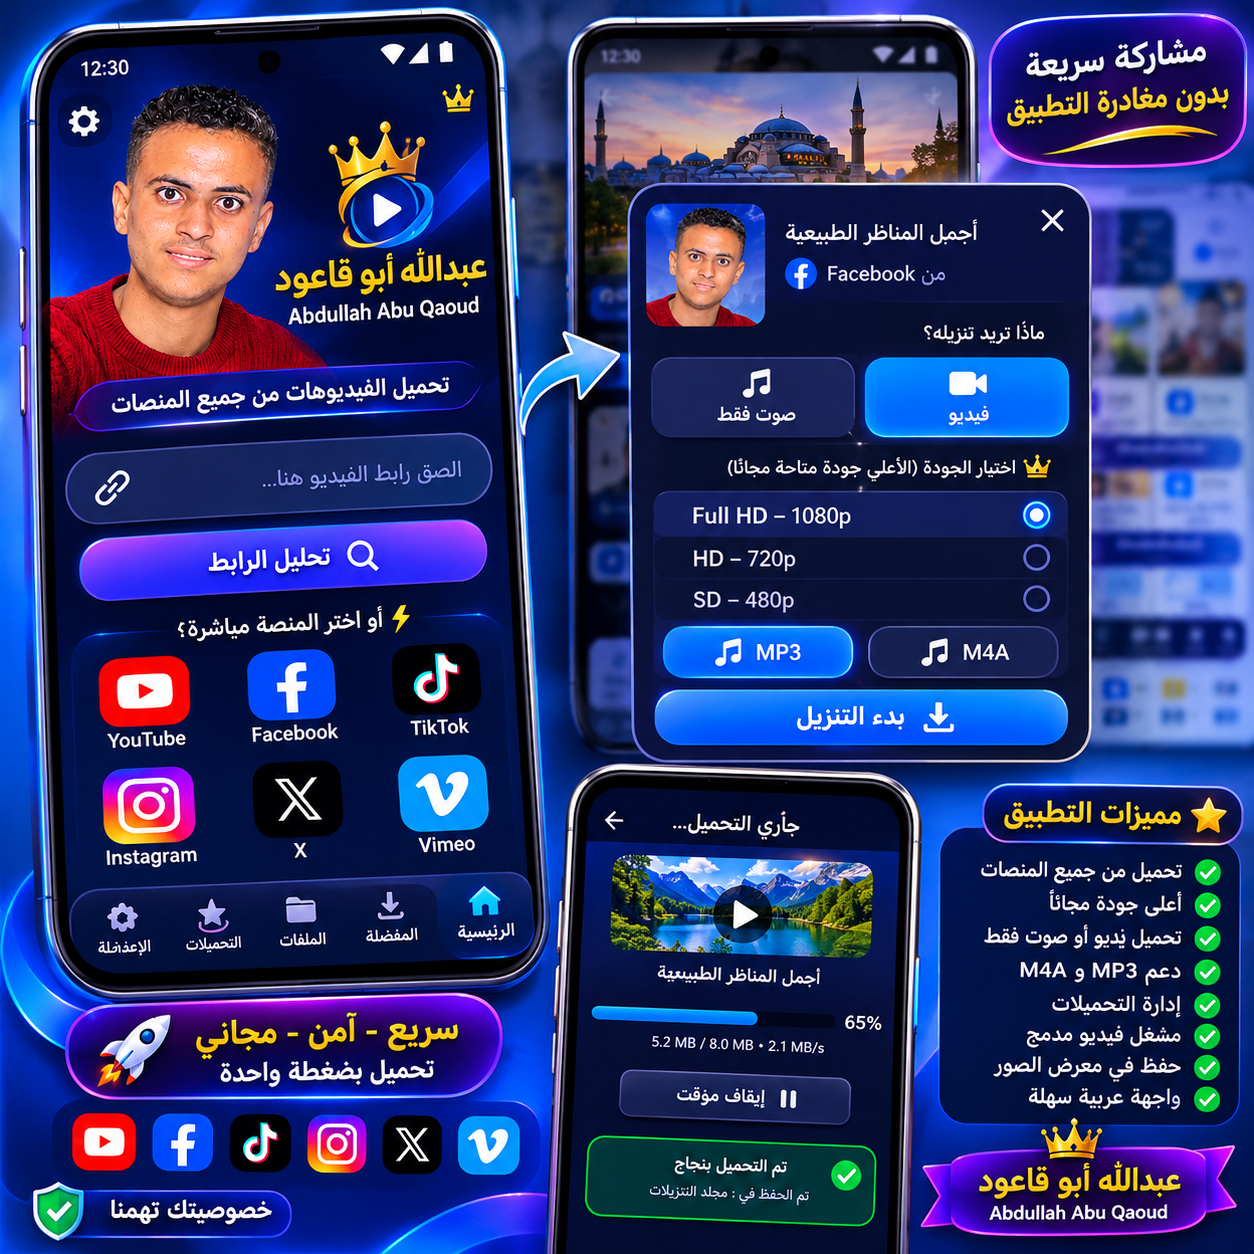 12:30
عبدالله أبو قاعود
Abdullah Abu Qaoud
تحميل الفيديوهات من جميع المنصات
الصق رابط الفيديو هنا...
تحليل الرابط
أو اختر المنصة مباشرة؟
YouTube
Facebook
TikTok
Instagram
X
Vimeo
الرئيسية
المفضلة
الملفات
التحميلات
سريع - آمن - مجاني
تحميل بضغطة واحدة
خصوصيتك تهمنا
12:30
مشاركة سريعة
بدون مغادرة التطبيق
أجمل المناظر الطبيعية
من Facebook
ماذا تريد تنزيله؟
فيديو
صوت فقط
اختيار الجودة (الأعلي جودة متاحة مجانًا)
Full HD – 1080p
HD – 720p
SD – 480p
MP3
M4A
بدء التنزيل
جأري التحميل...
أجمل المناظر الطبيعية
65%
5.2 MB / 8.0 MB • 2.1 MB/s
إيقاف مؤقت
تم التحميل بنجاح
تم الحفظ في : مجلد التنزيلات
مميزات التطبيق
تحميل من جميع المنصات
أعلى جودة مجاناً
تحميل فيديو أو صوت فقط
دعم MP3 و M4A
إدارة التحميلات
مشغل فيديو مدمج
حفظ في معرض الصور
واجهة عربية سهلة
عبدالله أبو قاعود
Abdullah Abu Qaoud